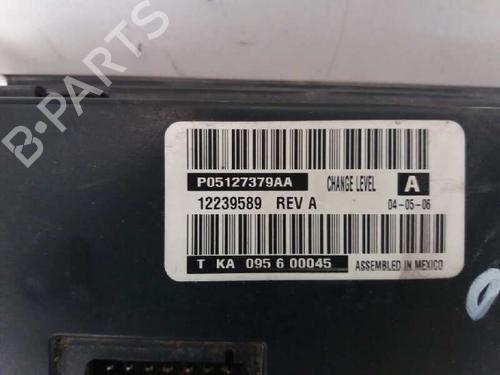 B-PARTS
P05127379AA CHANGE LEVEL A
12239589 REV A 04-05-06
T KA 095 6 00045 ASSEMBLED IN MEXICO